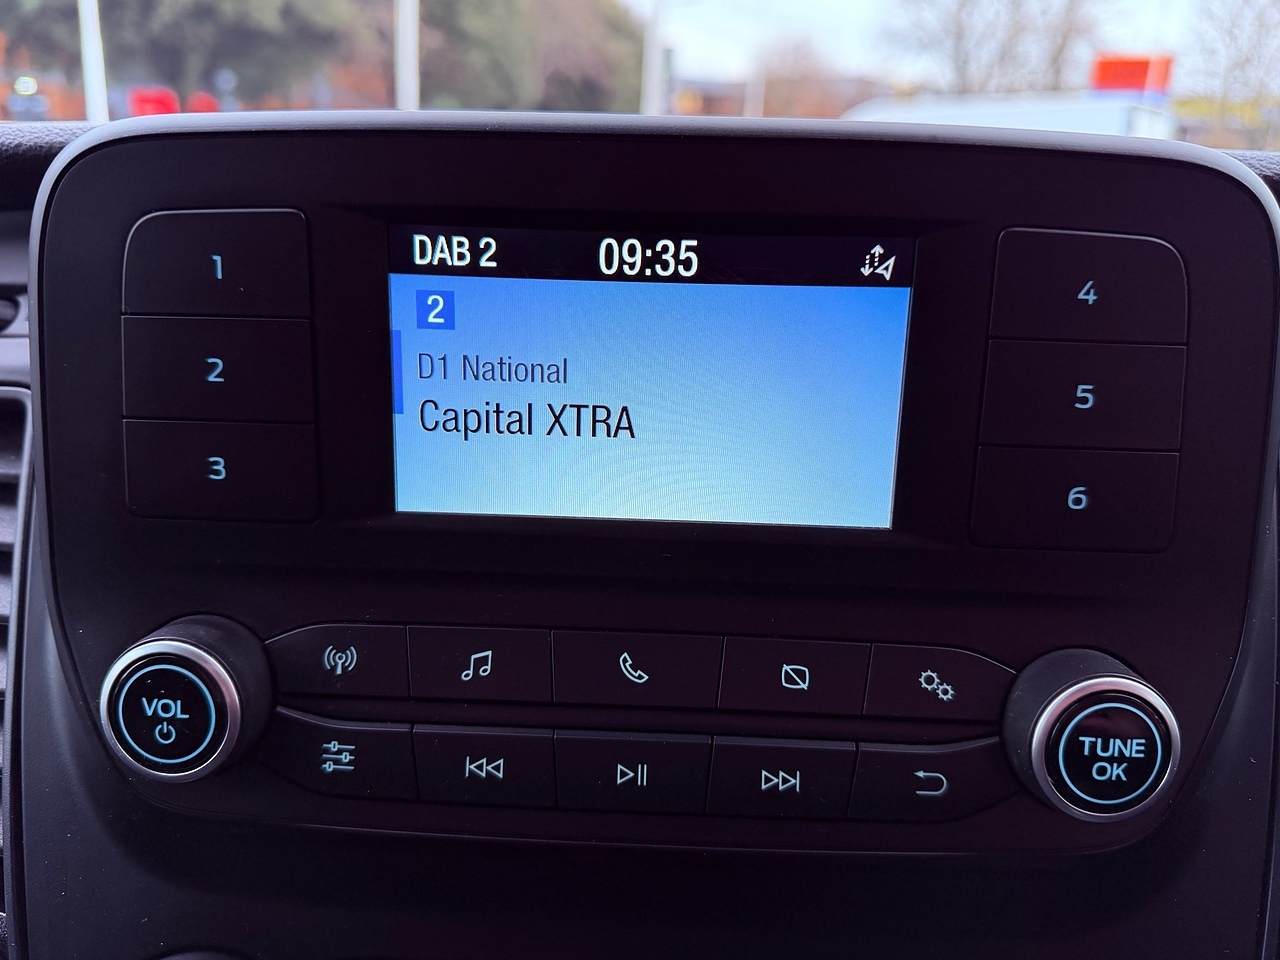 DAB 2 09:35
2
D1 National
Capital XTRA
1
2
3
4
5
6
VOL
TUNE
OK